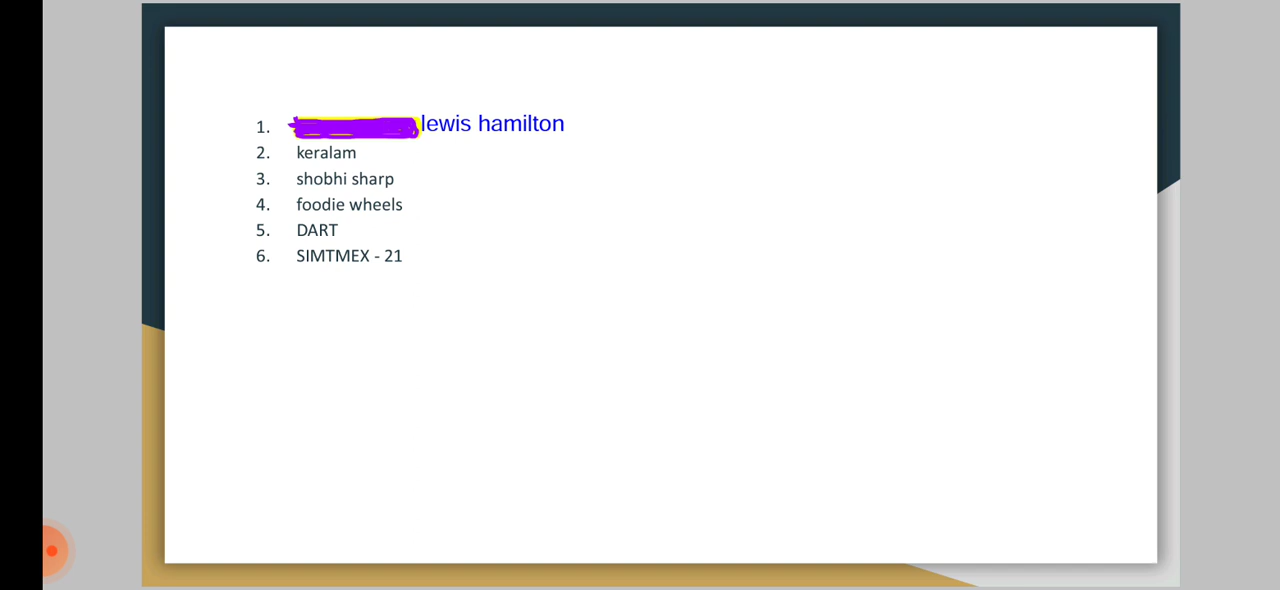 1. lewis hamilton
2. keralam
3. shobhi sharp
4. foodie wheels
5. DART
6. SIMTMEX - 21